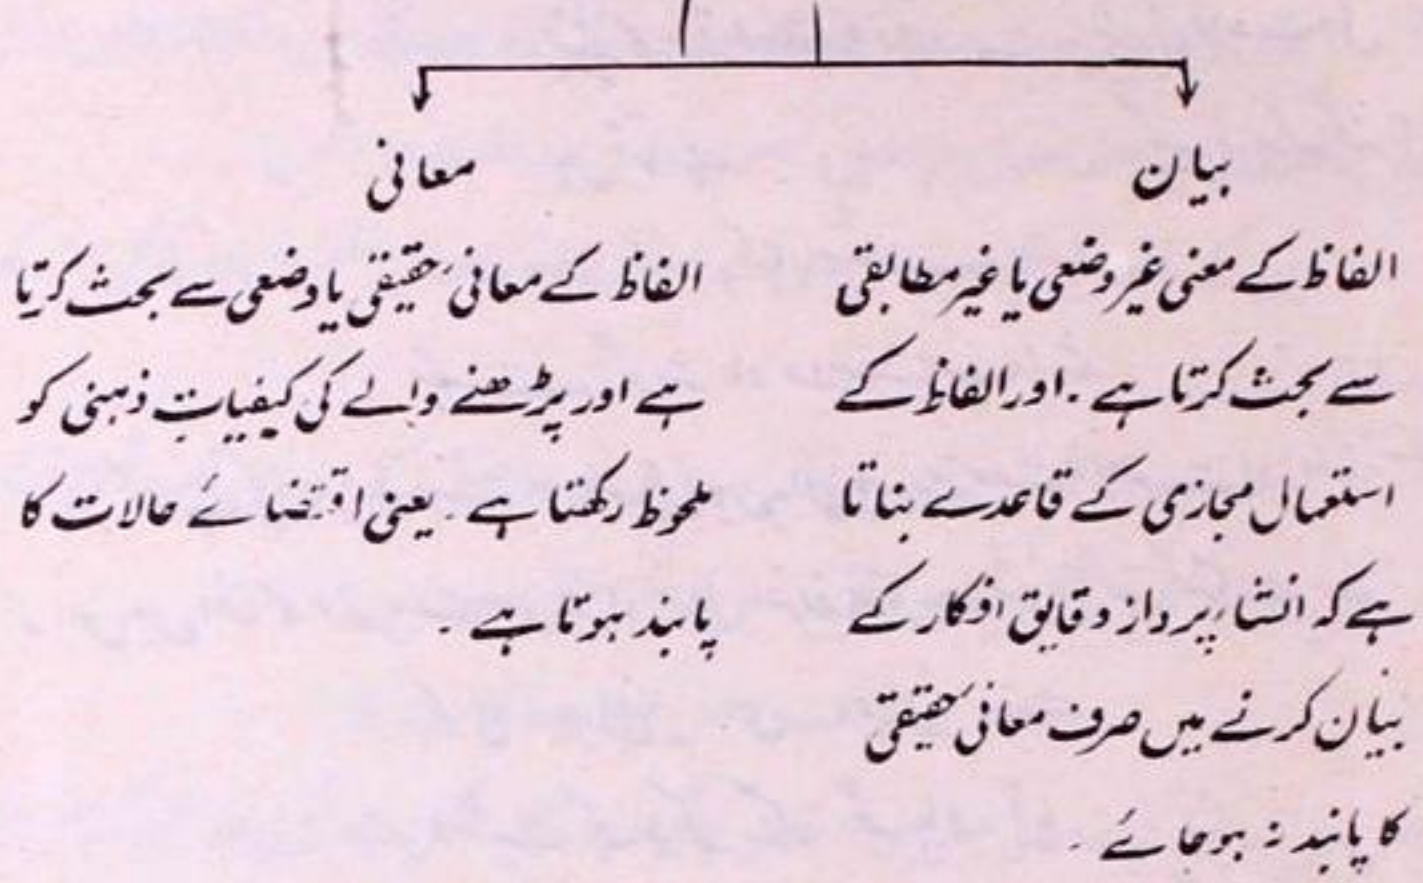 بیان
الفاظ کے معنی غیر وضعی یا غیر مطابقی
سے بحث کرتا ہے ۔ اور الفاظ کے
استعمال مجازی کے قاعدے بناتا
ہے کہ انشاء پرداز دقایق افکار کے
بیان کرنے میں صرف معانیِ حقیقی
کا پابند نہ ہو جائے ۔
معانی
الفاظ کے معانیِ حقیقی یا وضعی سے بحث کرتا
ہے اور پڑھنے والے کی کیفیاتِ ذہنی کو
ملحوظ رکھتا ہے ۔ یعنی اقتضائے حالات کا
پابند ہوتا ہے ۔